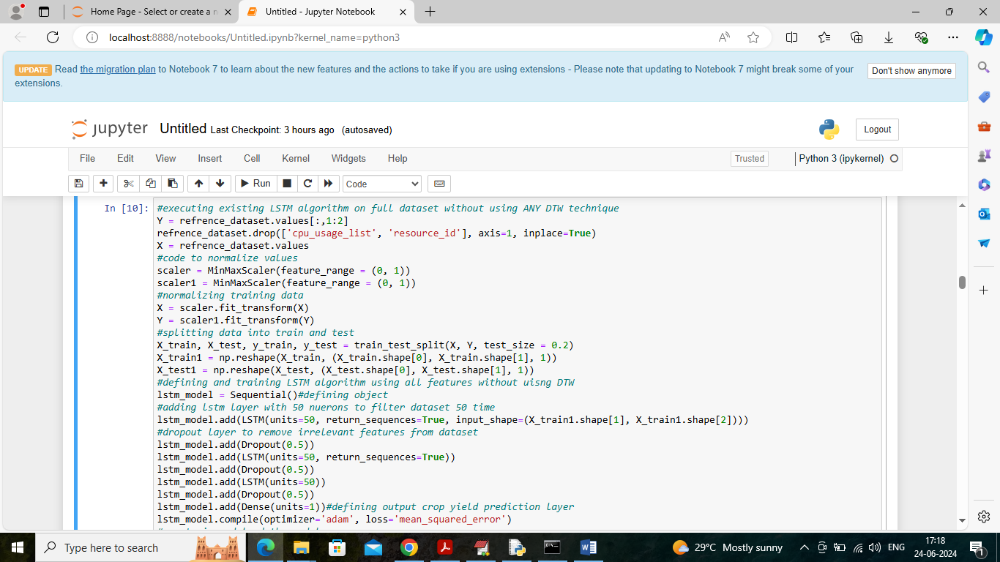 Home Page - Select or create a n
Untitled - Jupyter Notebook
localhost:8888/notebooks/Untitled.ipynb?kernel_name=python3
UPDATE Read the migration plan to Notebook 7 to learn about the new features and the actions to take if you are using extensions - Please note that updating to Notebook 7 might break some of your
extensions.
Don't show anymore
jupyter Untitled Last Checkpoint: 3 hours ago (autosaved)
Logout
File Edit View Insert Cell Kernel Widgets Help
Trusted
Python 3 (ipykernel)
Run
Code
In [10]:
#executing existing LSTM algorithm on full dataset without using ANY DTW technique
Y = refrence_dataset.values[:,1:2]
refrence_dataset.drop(['cpu_usage_list', 'resource_id'], axis=1, inplace=True)
X = refrence_dataset.values
#code to normalize values
scaler = MinMaxScaler(feature_range = (0, 1))
scaler1 = MinMaxScaler(feature_range = (0, 1))
#normalizing training data
X = scaler.fit_transform(X)
Y = scaler1.fit_transform(Y)
#splitting data into train and test
X_train, X_test, y_train, y_test = train_test_split(X, Y, test_size = 0.2)
X_train1 = np.reshape(X_train, (X_train.shape[0], X_train.shape[1], 1))
X_test1 = np.reshape(X_test, (X_test.shape[0], X_test.shape[1], 1))
#defining and training LSTM algorithm using all features without uisng DTW
lstm_model = Sequential()#defining object
#adding lstm layer with 50 nuerons to filter dataset 50 time
lstm_model.add(LSTM(units=50, return_sequences=True, input_shape=(X_train1.shape[1], X_train1.shape[2])))
#dropout layer to remove irrelevant features from dataset
lstm_model.add(Dropout(0.5))
lstm_model.add(LSTM(units=50, return_sequences=True))
lstm_model.add(Dropout(0.5))
lstm_model.add(LSTM(units=50))
lstm_model.add(Dropout(0.5))
lstm_model.add(Dense(units=1))#defining output crop yield prediction layer
lstm_model.compile(optimizer='adam', loss='mean_squared_error')
Type here to search
29°C Mostly sunny
ENG
17:18
24-06-2024
1